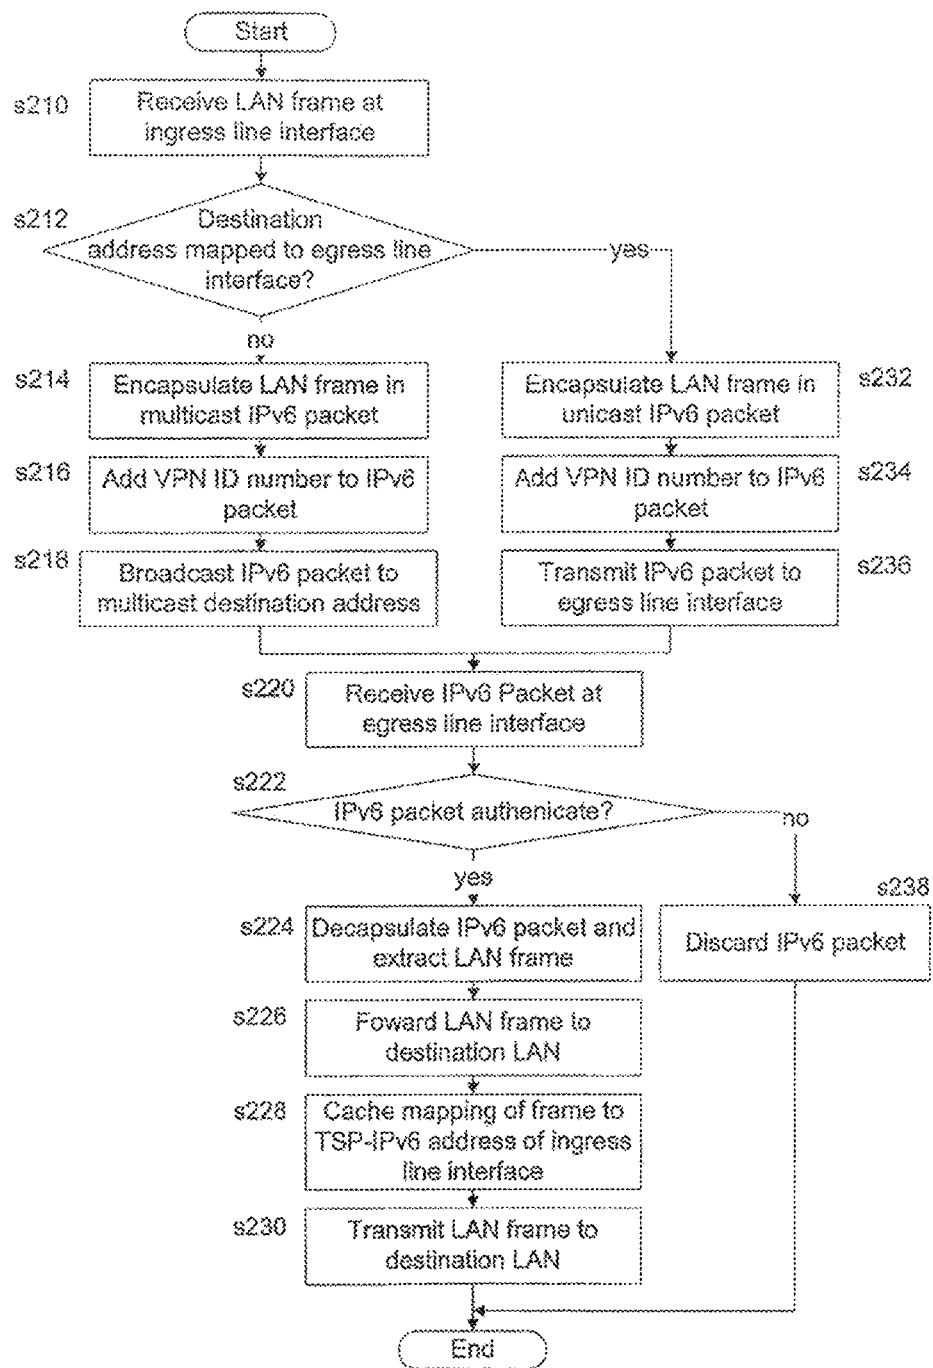 Start
s210
Receive LAN frame at
ingress line interface
s212
Destination
address mapped to egress line
interface?
yes
no
s214
Encapsulate LAN frame in
multicast IPv6 packet
Encapsulate LAN frame in
unicast IPv6 packet
s232
s216
Add VPN ID number to IPv6
packet
Add VPN ID number to IPv6
packet
s234
s218
Broadcast IPv6 packet to
multicast destination address
Transmit IPv6 packet to
egress line interface
s236
s220
Receive IPv6 Packet at
egress line interface
s222
IPv6 packet authenicate?
no
yes
s238
s224
Decapsulate IPv6 packet and
extract LAN frame
Discard IPv6 packet
s226
Foward LAN frame to
destination LAN
s228
Cache mapping of frame to
TSP-IPv6 address of ingress
line interface
s230
Transmit LAN frame to
destination LAN
End